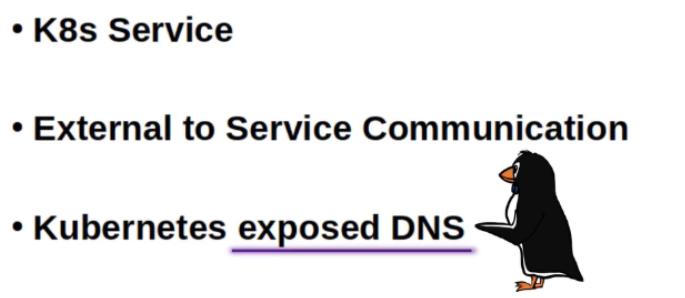 • K8s Service
• External to Service Communication
• Kubernetes exposed DNS